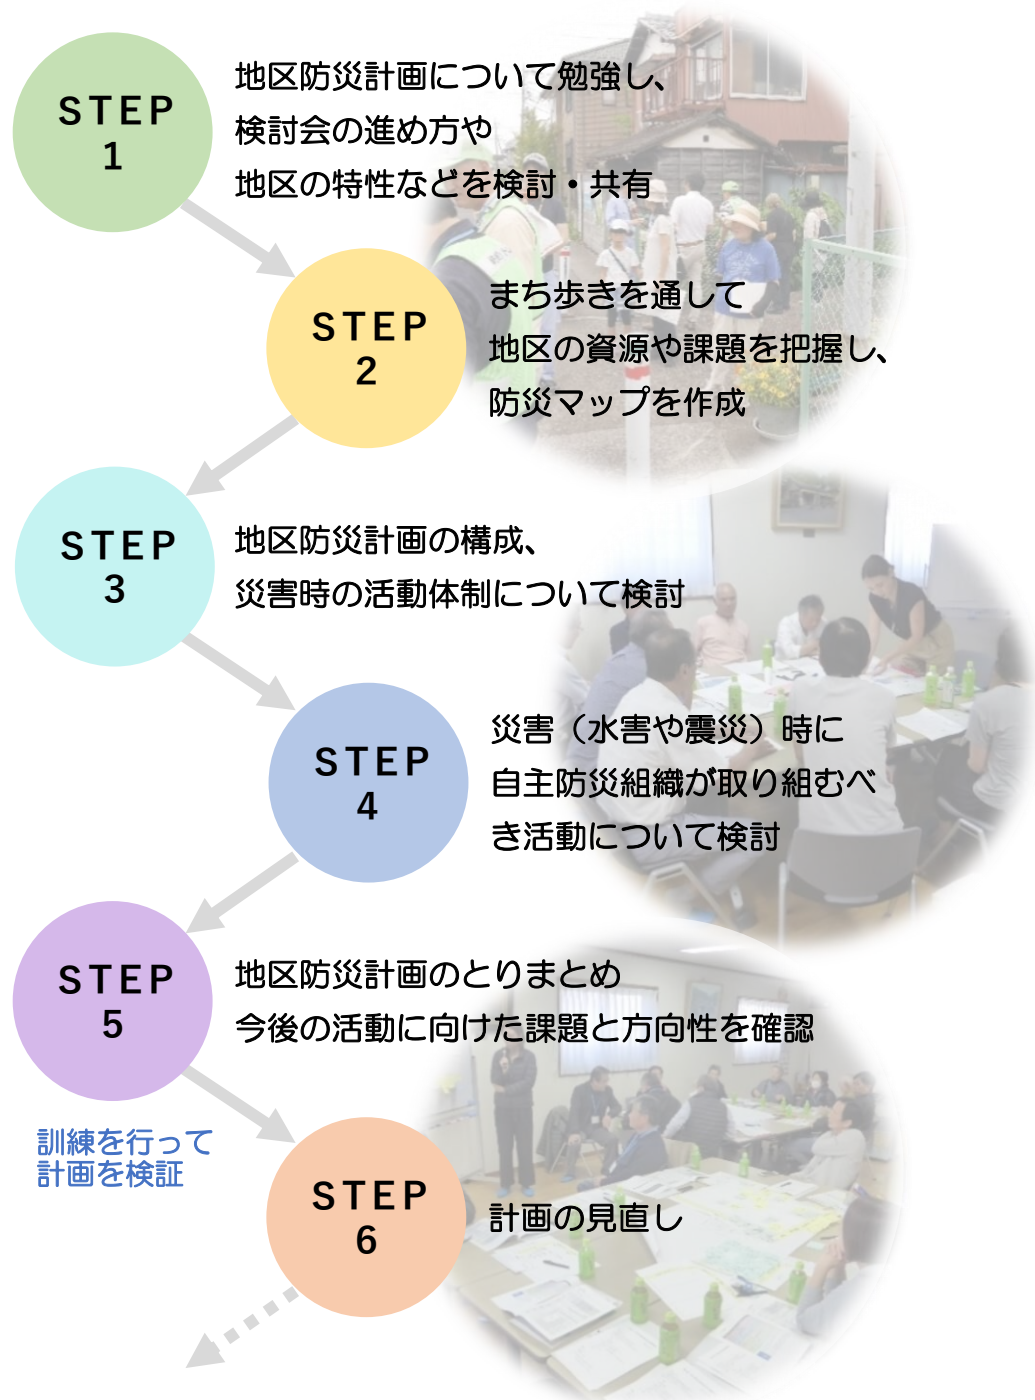 STEP
1
地区防災計画について勉強し、
検討会の進め方や
地区の特性などを検討・共有
STEP
2
まち歩きを通して
地区の資源や課題を把握し、
防災マップを作成
STEP
3
地区防災計画の構成、
災害時の活動体制について検討
STEP
4
災害（水害や震災）時に
自主防災組織が取り組むべ
き活動について検討
STEP
5
地区防災計画のとりまとめ
今後の活動に向けた課題と方向性を確認
訓練を行って
計画を検証
STEP
6
計画の見直し